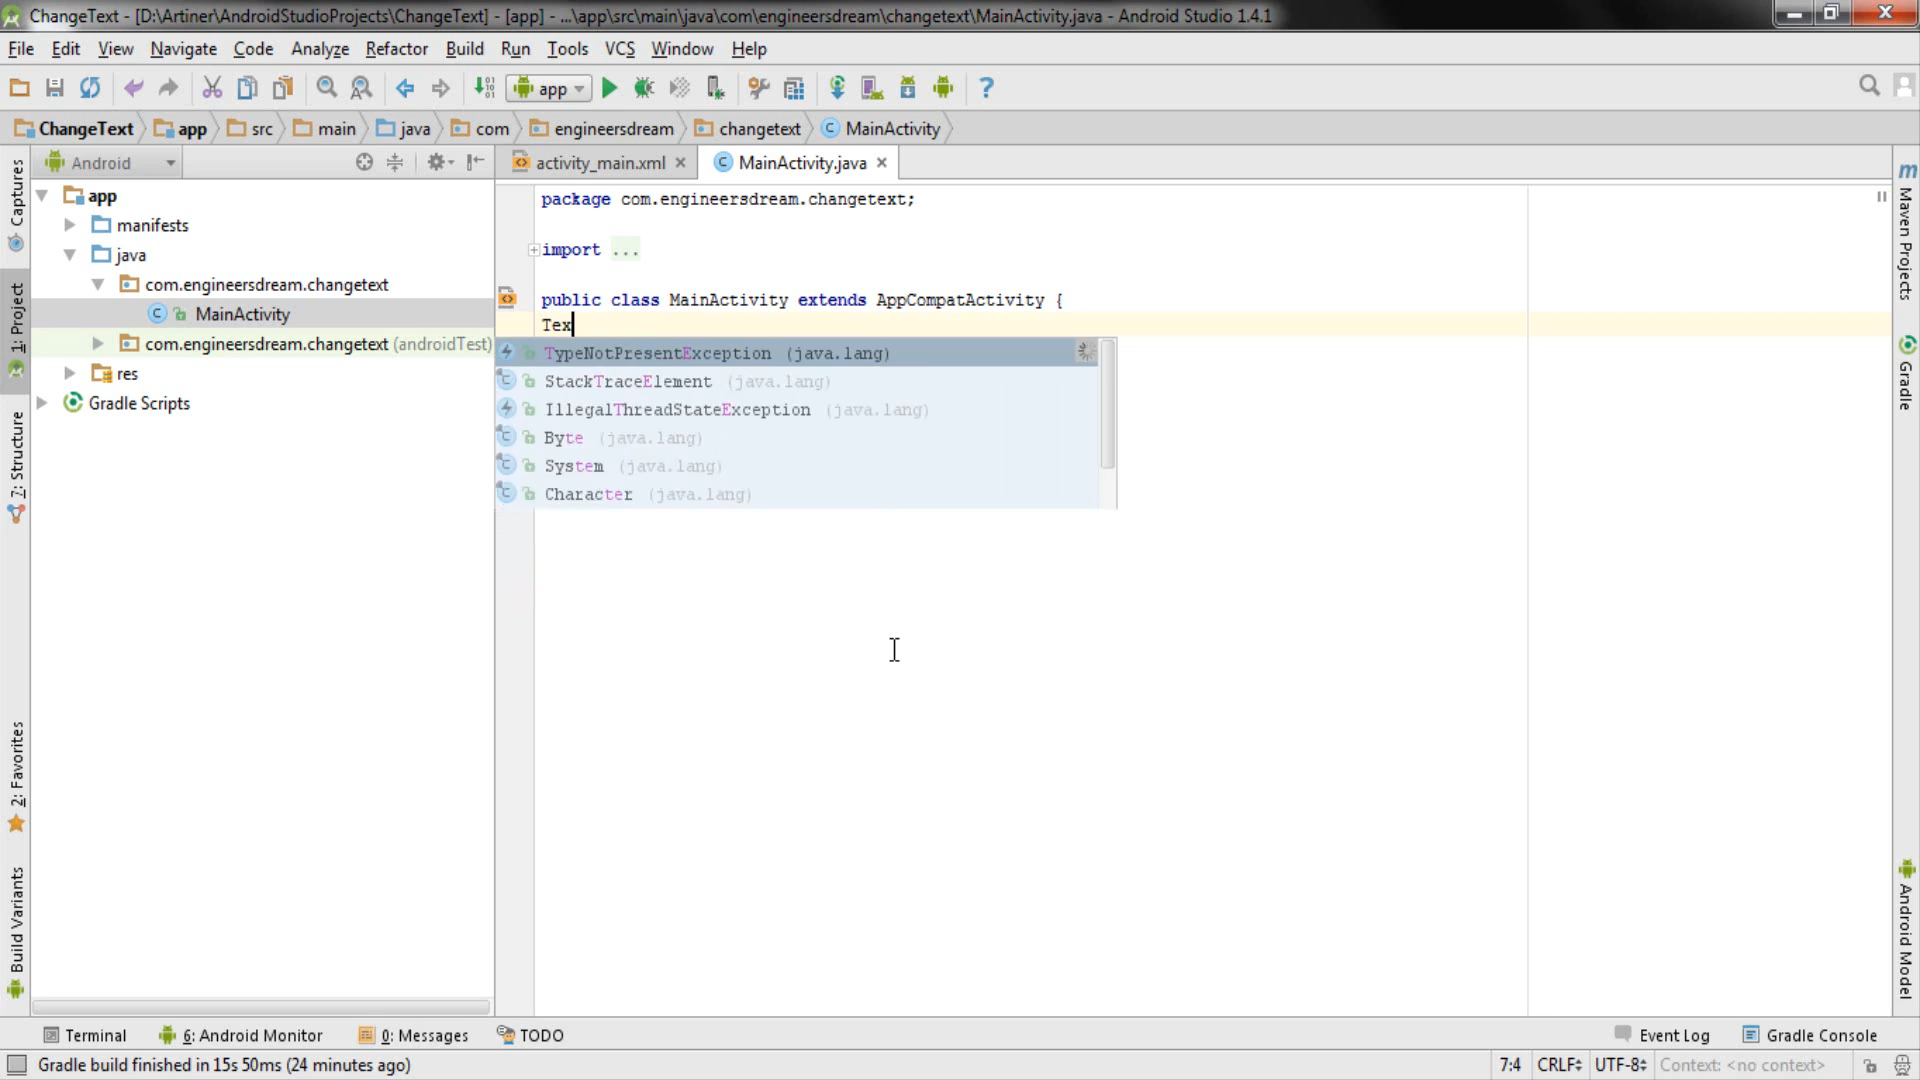 ChangeText - [D:\Artiner\AndroidStudioProjects\ChangeText] - [app] - ...\app\src\main\java\com\engineersdream\changetext\MainActivity.java - Android Studio 1.4.1
File Edit View Navigate Code Analyze Refactor Build Run Tools VCS Window Help
app
ChangeText app src main java com engineersdream changetext MainActivity
Android
activity_main.xml
MainActivity.java
app
manifests
java
com.engineersdream.changetext
MainActivity
com.engineersdream.changetext (androidTest)
res
Gradle Scripts
package com.engineersdream.changetext;
import ...
public class MainActivity extends AppCompatActivity {
Tex
TypeNotPresentException (java.lang)
StackTraceElement (java.lang)
IllegalThreadStateException (java.lang)
Byte (java.lang)
System (java.lang)
Character (java.lang)
Captures
1: Project
7: Structure
2: Favorites
Build Variants
Maven Projects
Gradle
Android Model
Terminal 6: Android Monitor 0: Messages TODO Event Log Gradle Console
Gradle build finished in 15s 50ms (24 minutes ago) 7:4 CRLF UTF-8 Context: <no context>